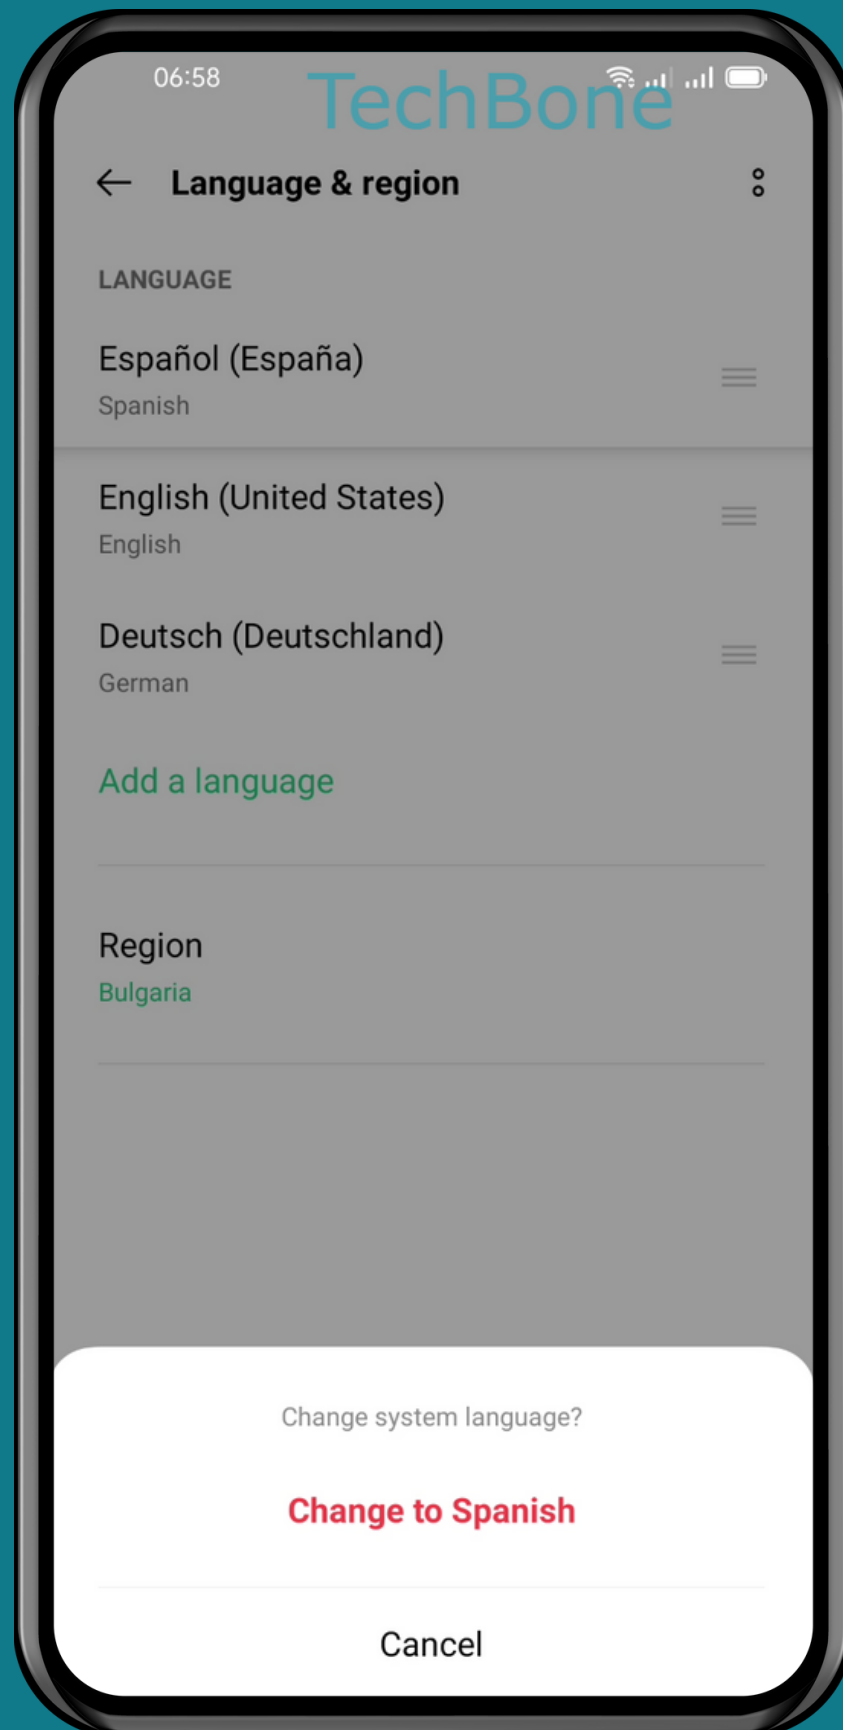 06:58
TechBone
Language & region
LANGUAGE
Español (España)
Spanish
English (United States)
English
Deutsch (Deutschland)
German
Add a language
Region
Bulgaria
Change system language?
Change to Spanish
Cancel